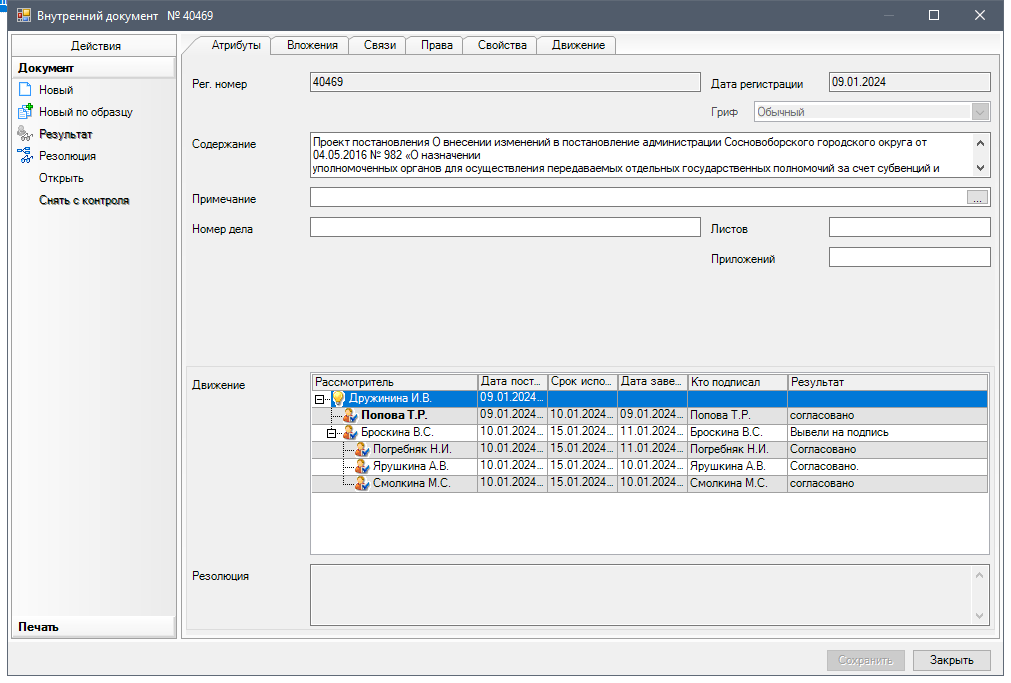 Внутренний документ № 40469
Действия
Документ
Новый
Новый по образцу
Результат
Резолюция
Открыть
Снять с контроля
Печать
Атрибуты Вложения Связи Права Свойства Движение
Рег. номер 40469 Дата регистрации 09.01.2024
Гриф Обычный
Содержание
Проект постановления О внесении изменений в постановление администрации Сосновоборского городского округа от
04.05.2016 № 982 «О назначении
уполномоченных органов для осуществления передаваемых отдельных государственных полномочий за счет субвенций и
Примечание ...
Номер дела Листов
Приложений
Движение
Рассмотритель Дата пост... Срок испо... Дата заве... Кто подписал Результат
Дружинина И.В. 09.01.2024...
Попова Т.Р. 09.01.2024... 10.01.2024... 09.01.2024... Попова Т.Р. согласовано
Броскина В.С. 10.01.2024... 15.01.2024... 11.01.2024... Броскина В.С. Вывели на подпись
Погребняк Н.И. 10.01.2024... 15.01.2024... 11.01.2024... Погребняк Н.И. Согласовано
Ярушкина А.В. 10.01.2024... 15.01.2024... 10.01.2024... Ярушкина А.В. Согласовано.
Смолкина М.С. 10.01.2024... 15.01.2024... 10.01.2024... Смолкина М.С. согласовано
Резолюция
Сохранить Закрыть